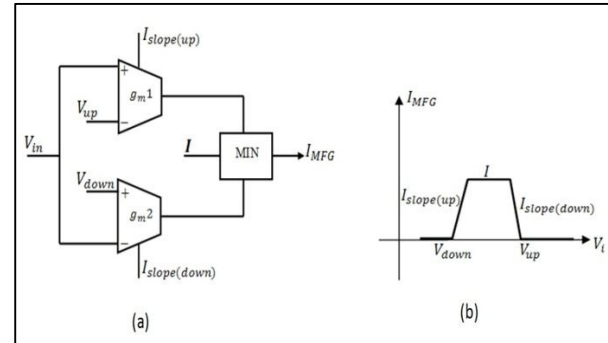 I_slope(up)
+
g_m1
V_up
−
V_in
I
MIN
I_MFG
V_down
+
g_m2
−
I_slope(down)
(a)
I_MFG
I
I_slope(up)
I_slope(down)
V_down
V_up
V_i
(b)